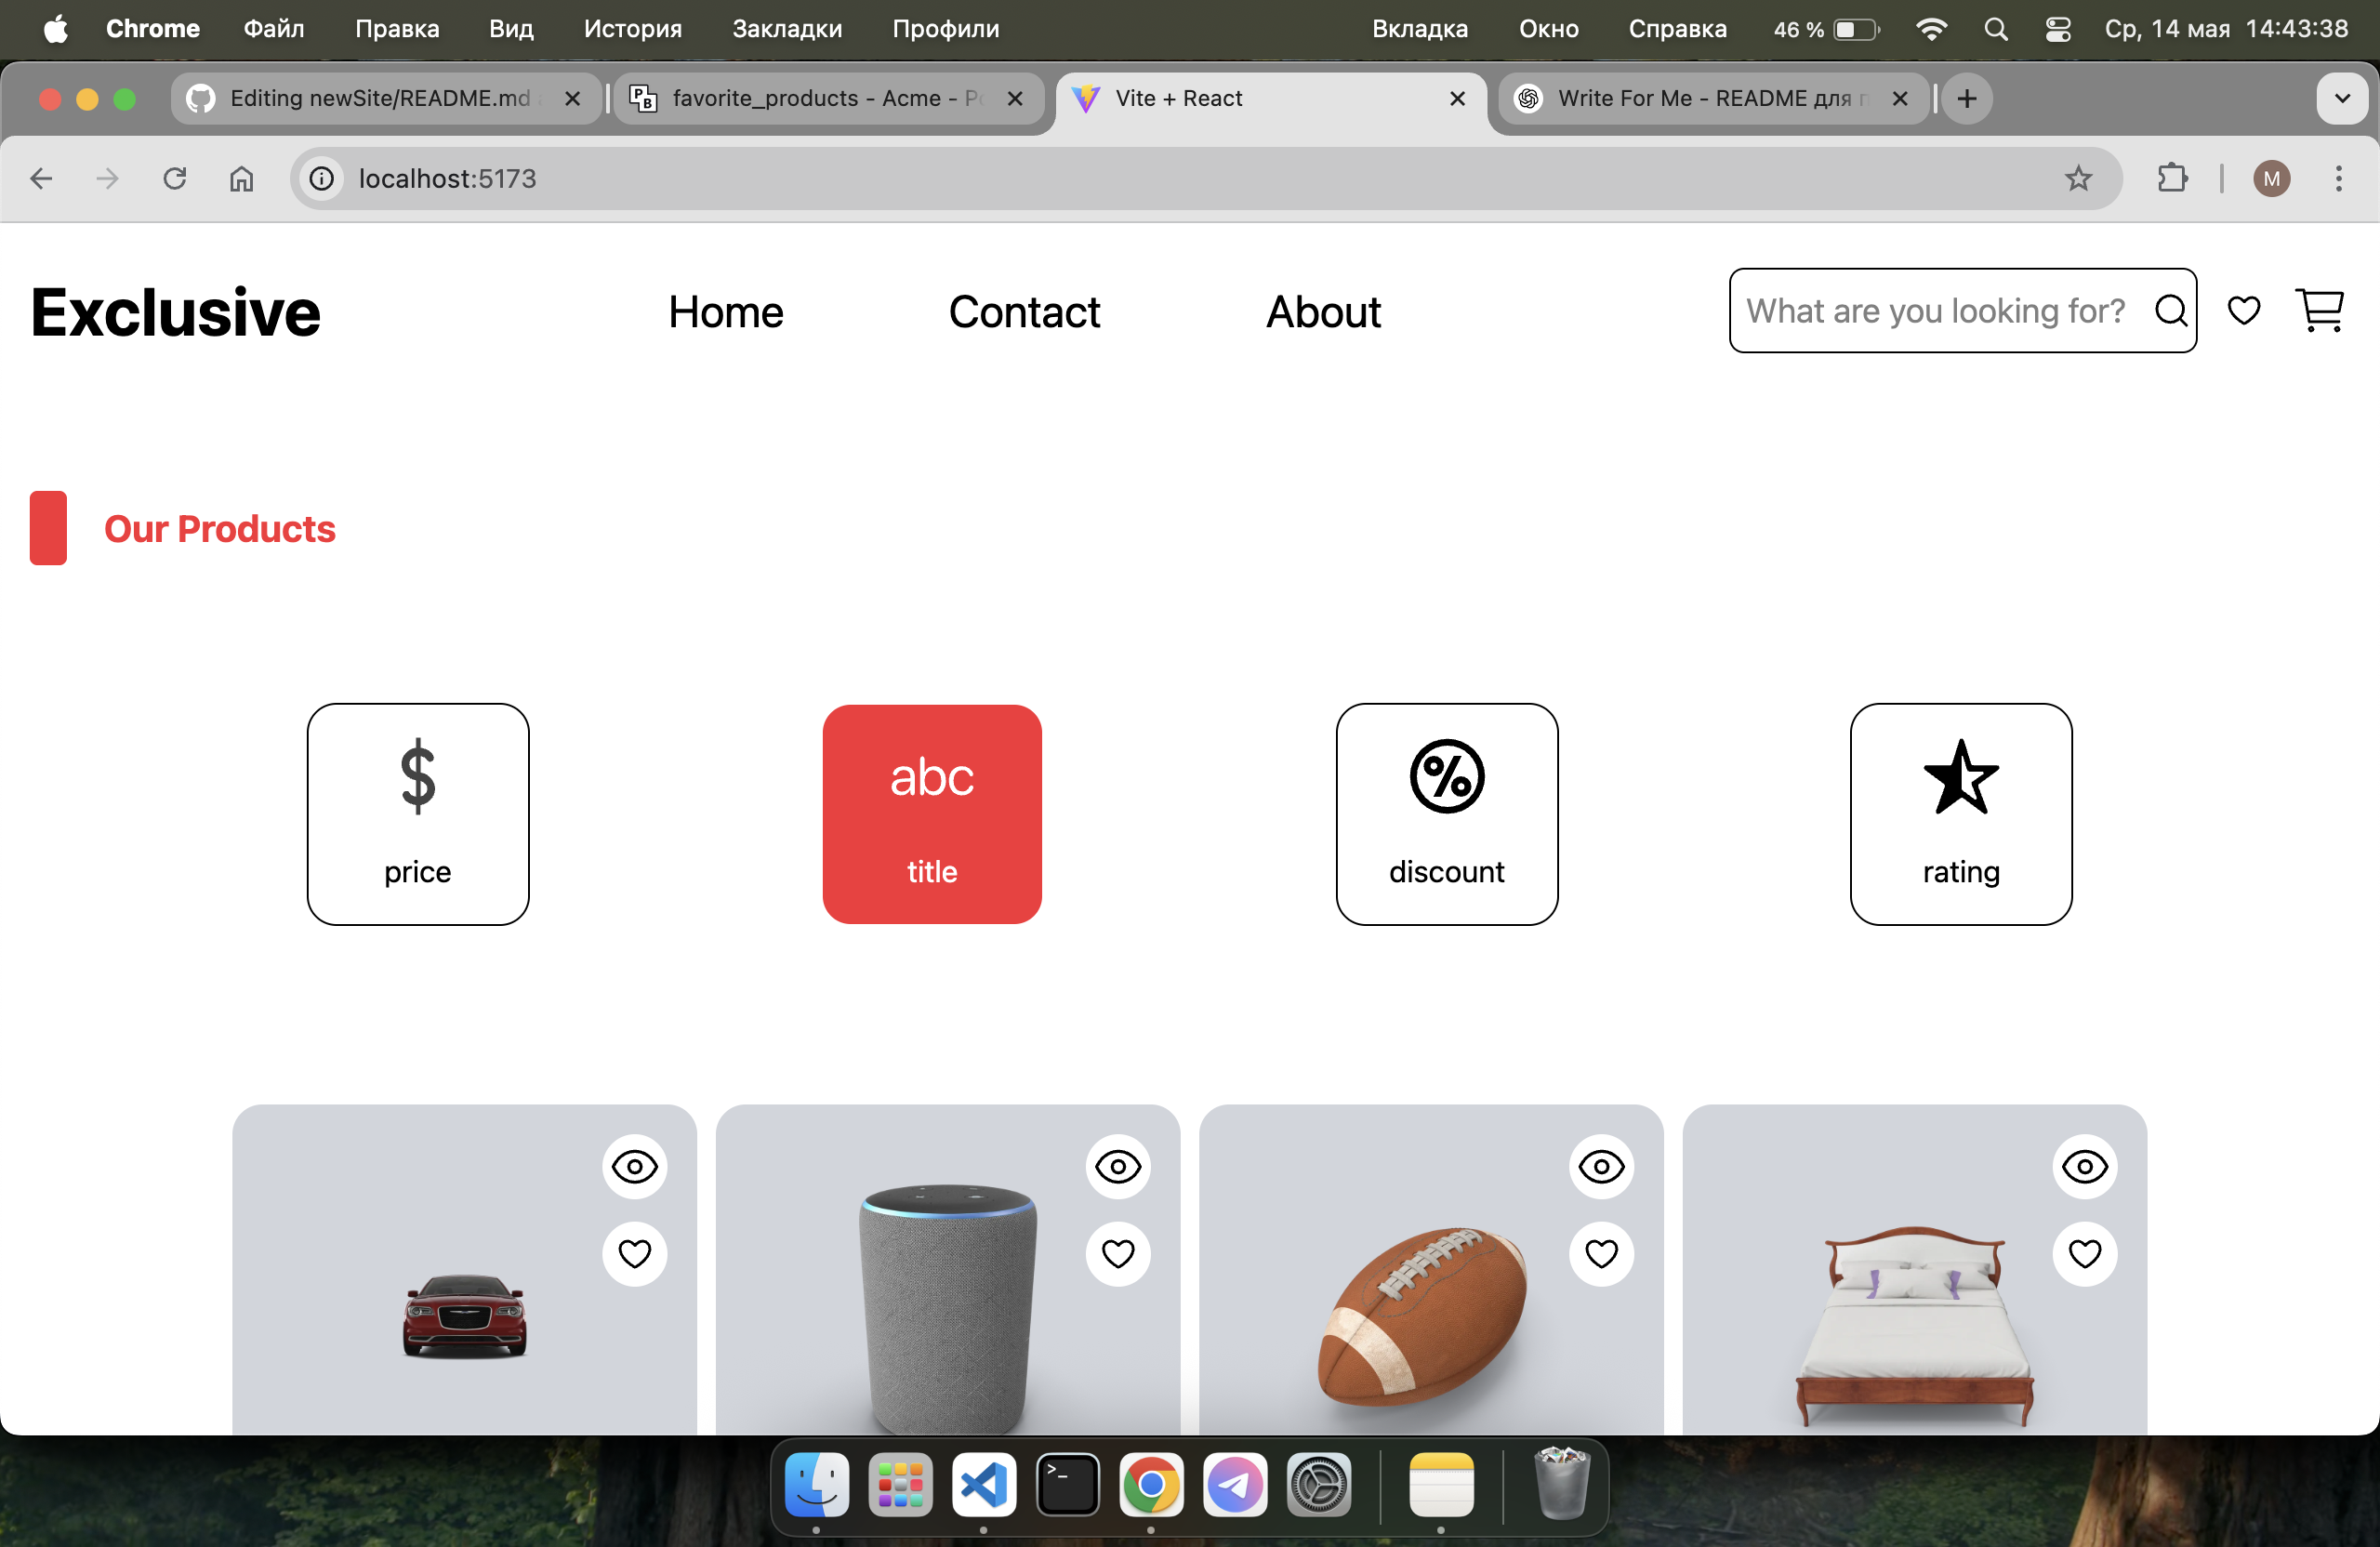 Chrome Файл Правка Вид История Закладки Профили Вкладка Окно Справка 46 % Ср, 14 мая 14:43:38
Editing newSite/README.md favorite_products - Acme - Vite + React Write For Me - README для
localhost:5173 M
Exclusive Home Contact About What are you looking for?
Our Products
$ abc %
price title discount rating